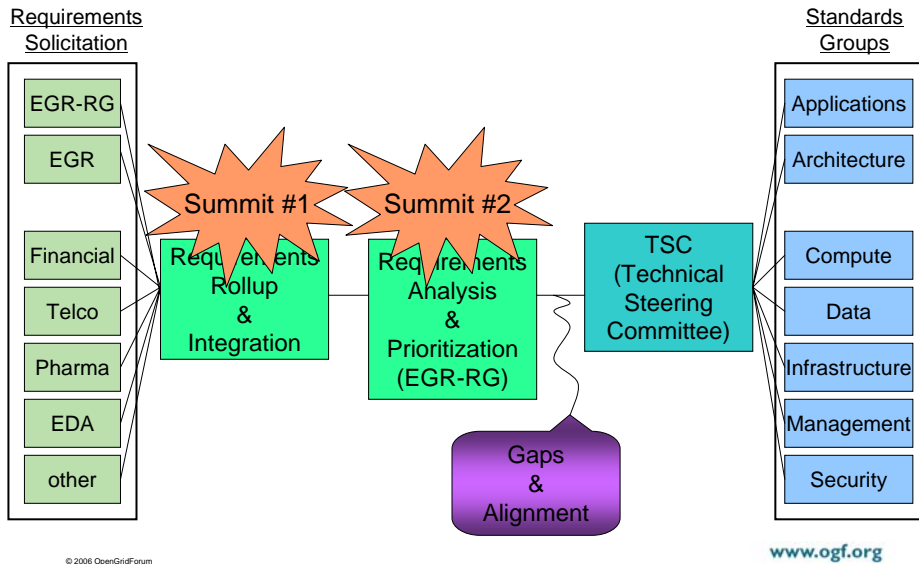 Requirements
Solicitation
EGR-RG
EGR
Financial
Telco
Pharma
EDA
other
Summit #1
Requirements
Rollup
&
Integration
Summit #2
Requirements
Analysis
&
Prioritization
(EGR-RG)
Gaps
&
Alignment
TSC
(Technical
Steering
Committee)
Standards
Groups
Applications
Architecture
Compute
Data
Infrastructure
Management
Security
© 2006 OpenGridForum
www.ogf.org